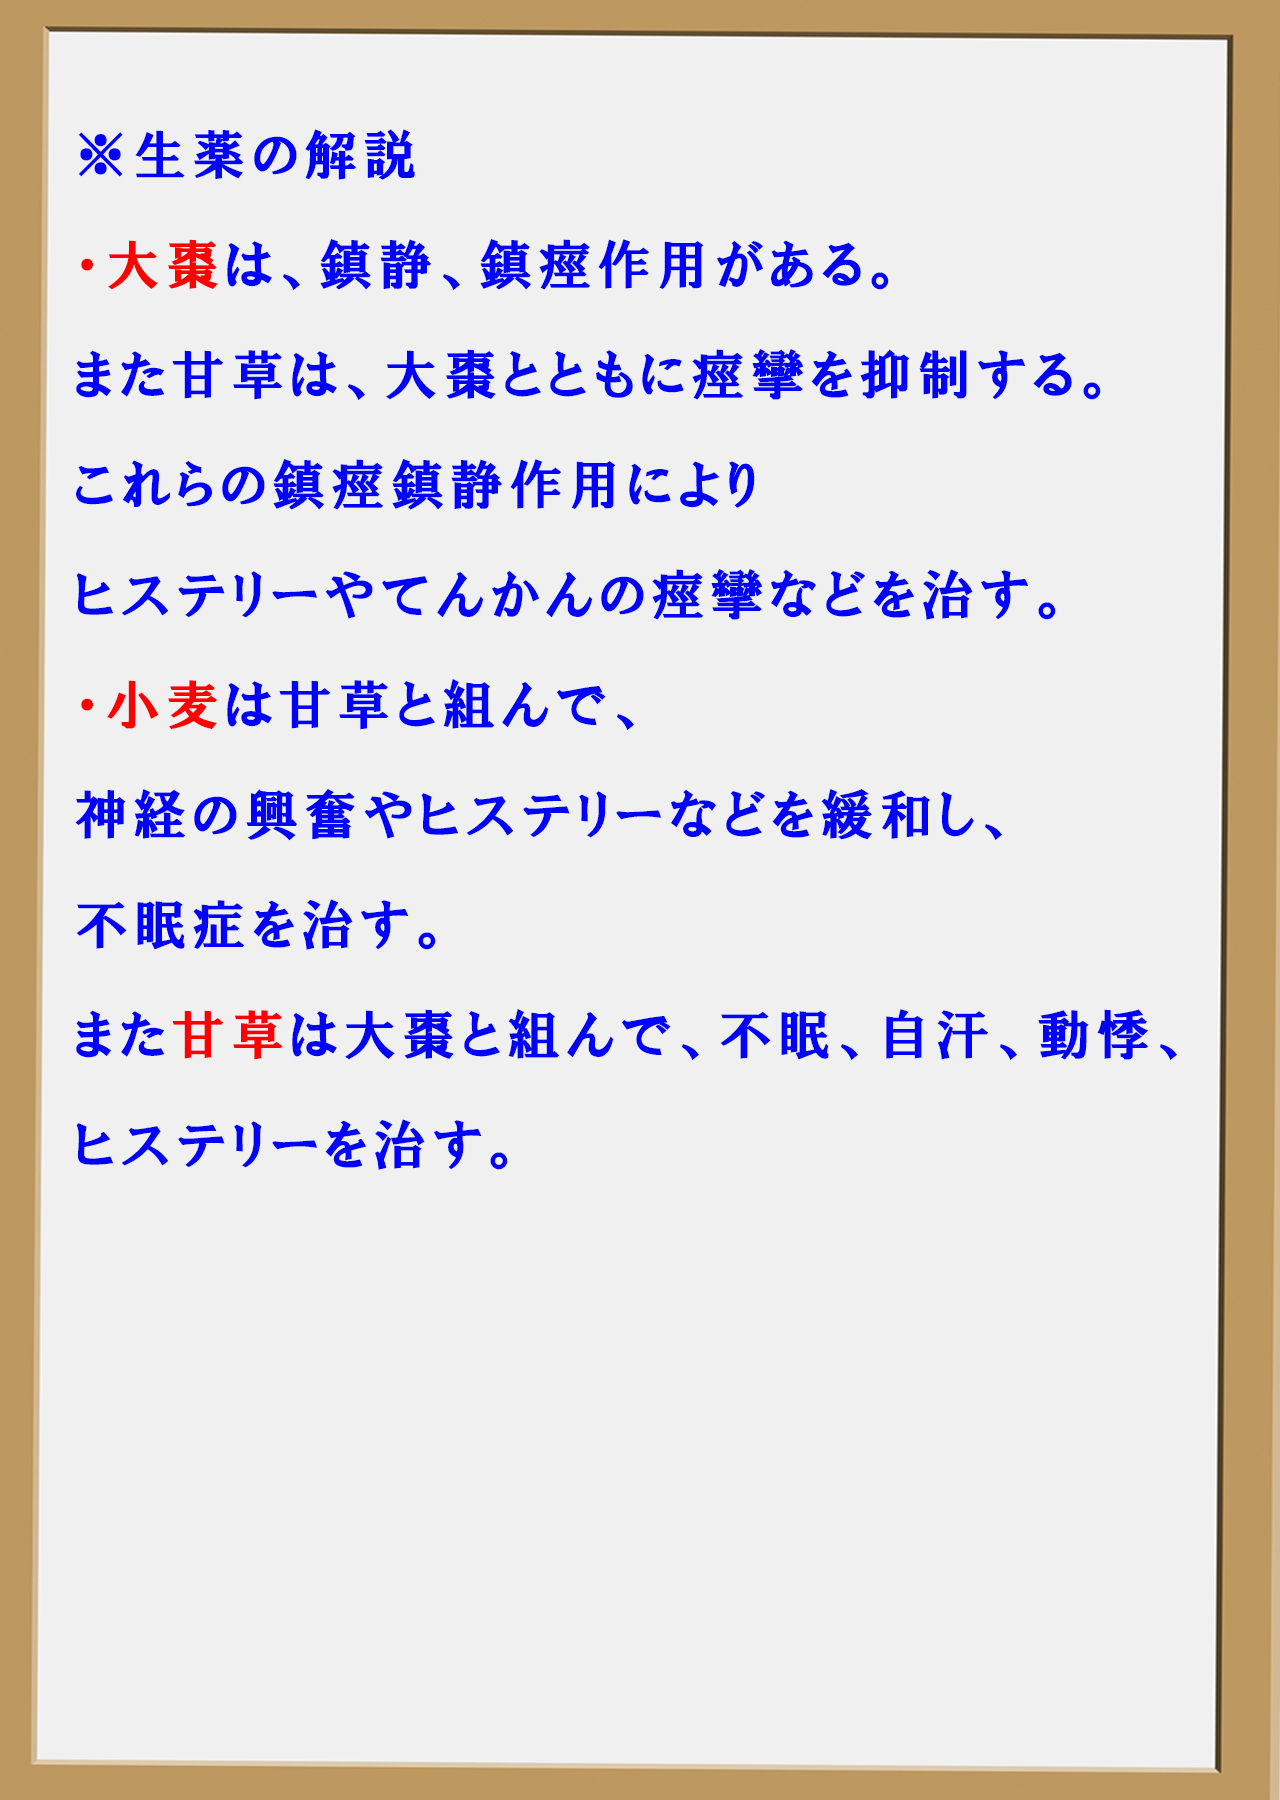 ※生薬の解説
・大棗は、鎮静、鎮痙作用がある。
また甘草は、大棗とともに痙攣を抑制する。
これらの鎮痙鎮静作用により
ヒステリーやてんかんの痙攣などを治す。
・小麦は甘草と組んで、
神経の興奮やヒステリーなどを緩和し、
不眠症を治す。
また甘草は大棗と組んで、不眠、自汗、動悸、
ヒステリーを治す。